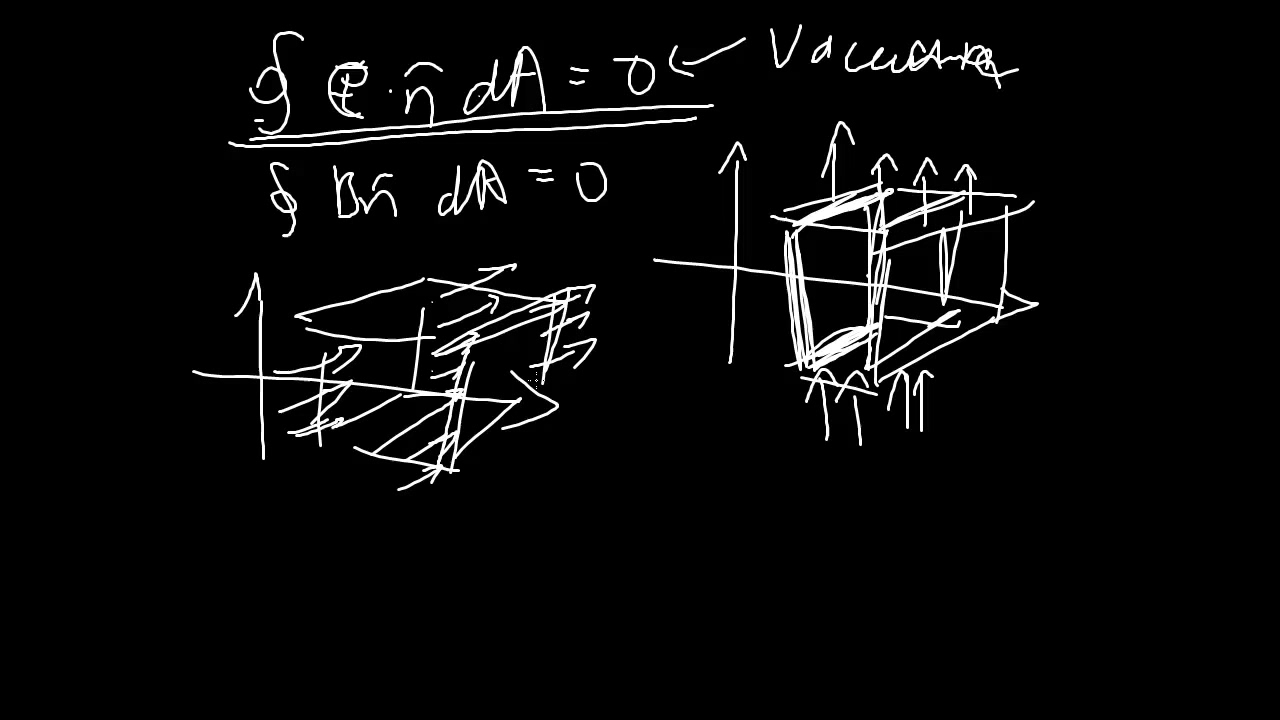 ∮ E · n̂ dA = 0 ← Vacuum
∮ B n̂ dA = 0